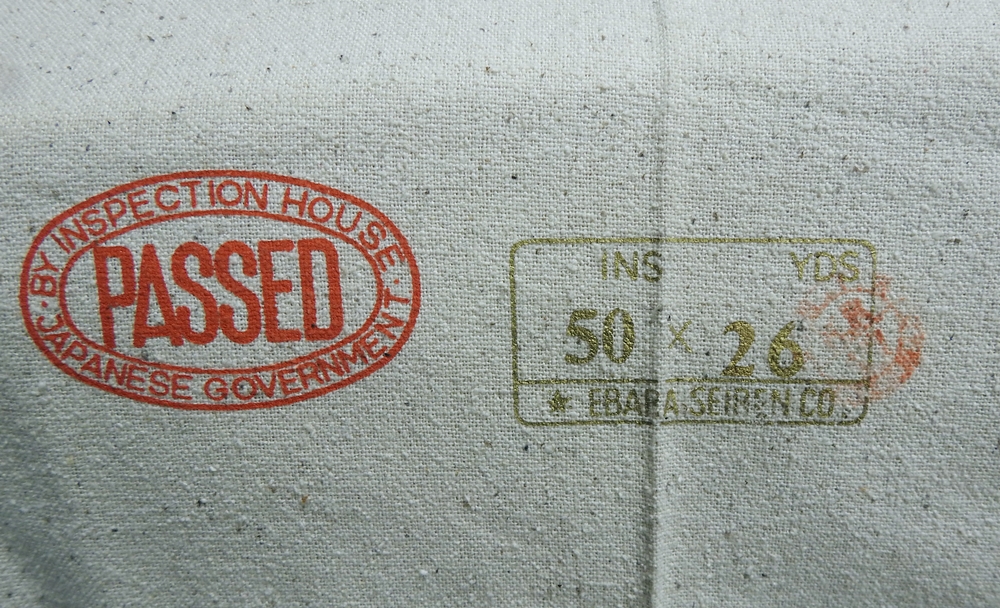 · BY INSPECTION HOUSE ·
PASSED
JAPANESE GOVERNMENT
INS YDS
50 x 26
★ EBARA SEIREN CO.